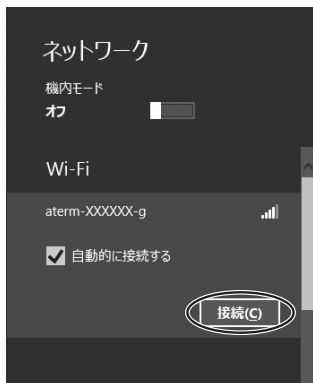 ネットワーク
機内モード
オフ
Wi-Fi
aterm-XXXXXX-g
自動的に接続する
接続(C)